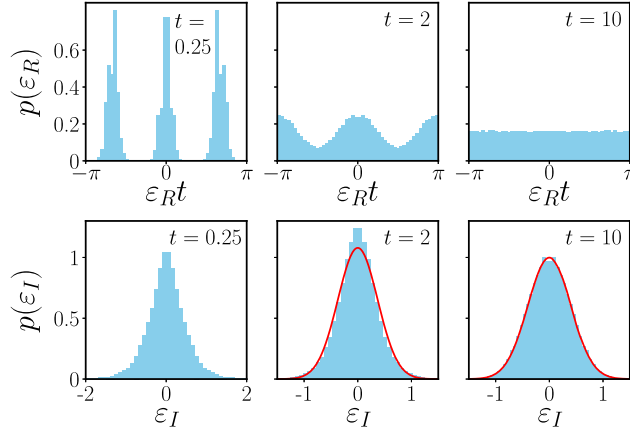 t =
0.25
t = 2
t = 10
p(ε_R)
0.6
0.4
0.2
0
−π 0 π
−π 0 π
−π 0 π
ε_R t
ε_R t
ε_R t
t = 0.25
t = 2
t = 10
p(ε_I)
1
0.5
0
-2 0 2
-1 0 1
-1 0 1
ε_I
ε_I
ε_I